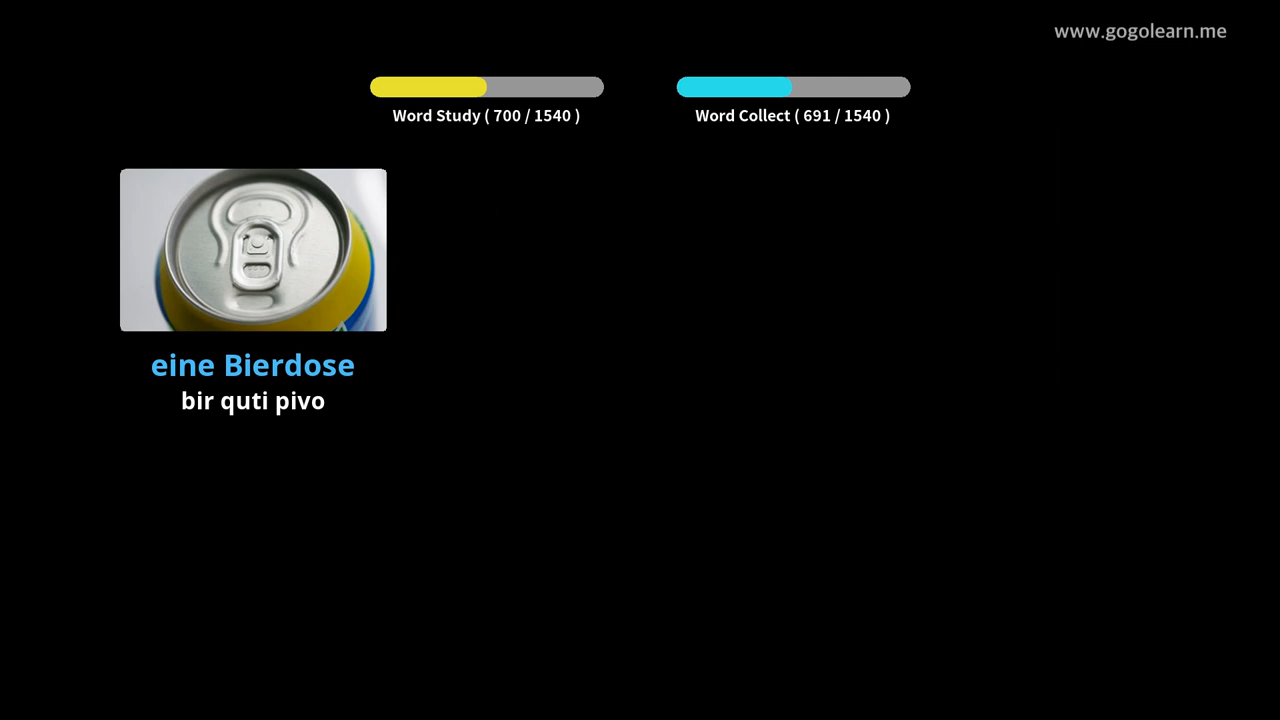 www.gogolearn.me
Word Study ( 700 / 1540 )
Word Collect ( 691 / 1540 )
eine Bierdose
bir quti pivo